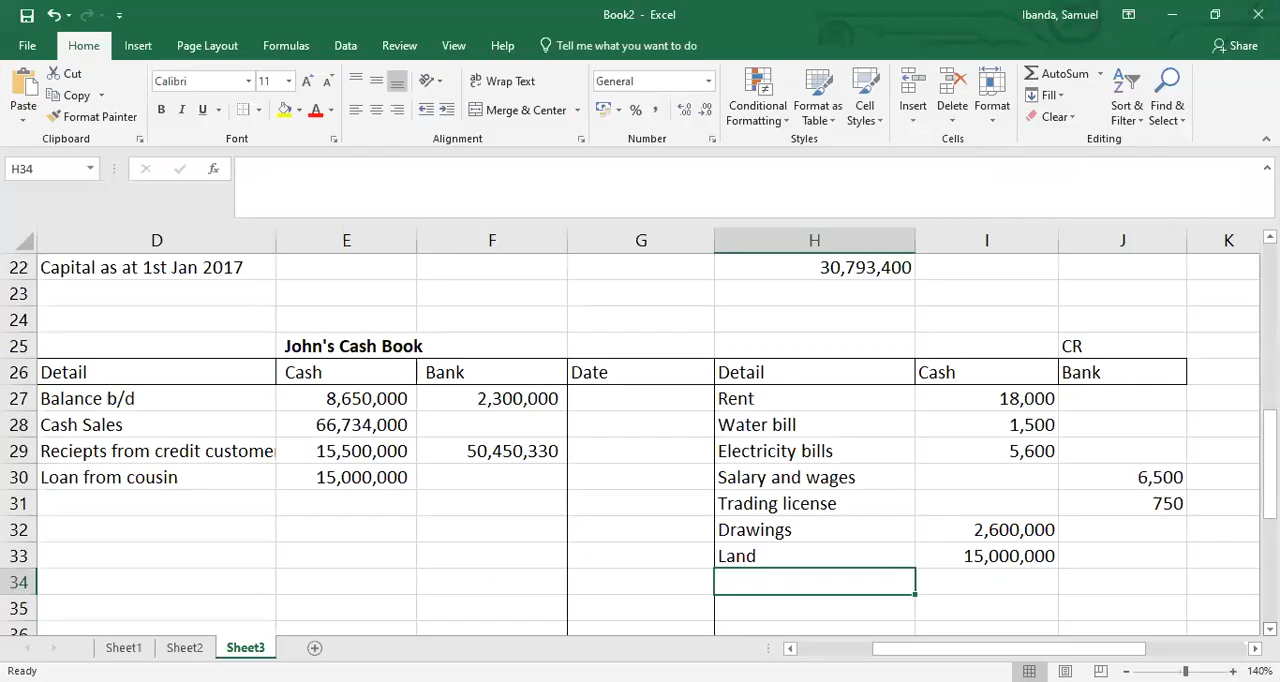 Book2 - Excel
Ibanda, Samuel
File Home Insert Page Layout Formulas Data Review View Help Tell me what you want to do Share
Paste
Cut
Copy
Format Painter
Clipboard
Calibri 11
B I U
Font
Wrap Text
Merge & Center
Alignment
General
%
Number
Conditional Formatting
Format as Table
Cell Styles
Styles
Insert Delete Format
Cells
AutoSum
Fill
Clear
Sort & Filter
Find & Select
Editing
H34 fx
D E F G H I J K
22 Capital as at 1st Jan 2017 30,793,400
23
24
25 John's Cash Book CR
26 Detail Cash Bank Date Detail Cash Bank
27 Balance b/d 8,650,000 2,300,000 Rent 18,000
28 Cash Sales 66,734,000 Water bill 1,500
29 Reciepts from credit custome 15,500,000 50,450,330 Electricity bills 5,600
30 Loan from cousin 15,000,000 Salary and wages 6,500
31 Trading license 750
32 Drawings 2,600,000
33 Land 15,000,000
34
35
36
Sheet1 Sheet2 Sheet3
Ready 140%